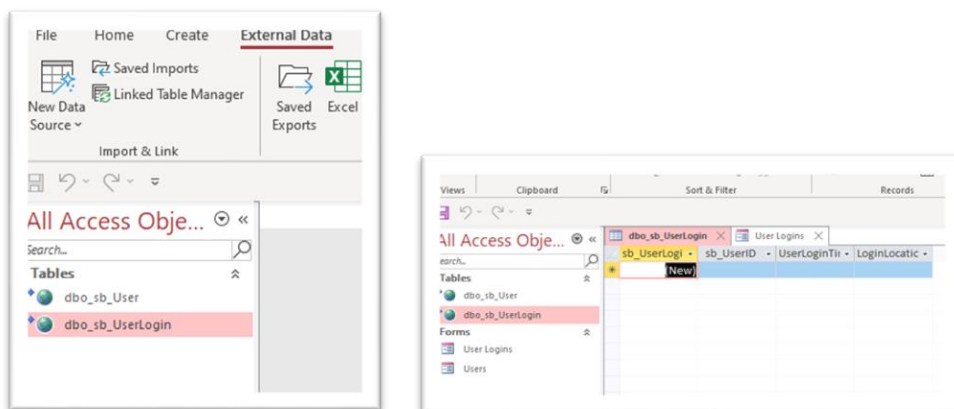 File Home Create External Data
Saved Imports
Linked Table Manager
New Data
Source
Saved
Exports
Excel
Import & Link
All Access Obje...
Search...
Tables
dbo_sb_User
dbo_sb_UserLogin
Views Clipboard Sort & Filter Records
All Access Obje...
dbo_sb_UserLogin User Logins
earch...
sb_UserLogi sb_UserID UserLoginTii LoginLocatic
(New)
Tables
dbo_sb_User
dbo_sb_UserLogin
Forms
User Logins
Users